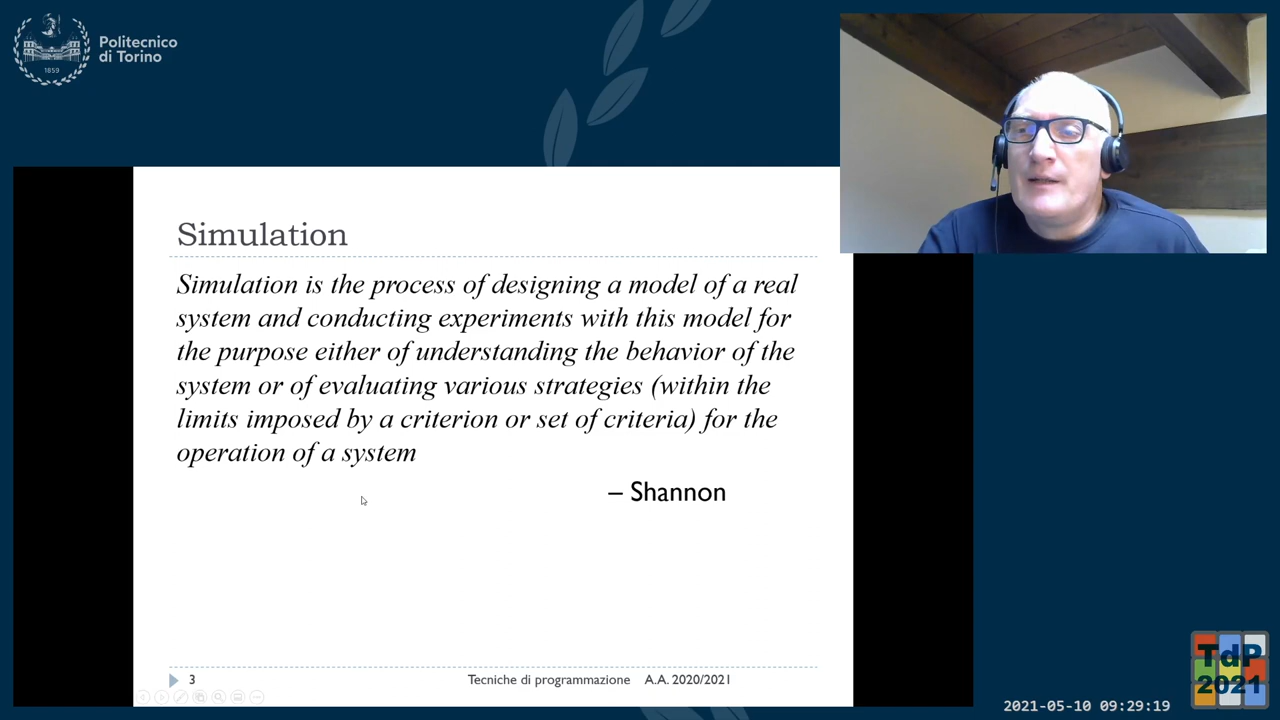 Politecnico
di Torino
1859
Simulation
Simulation is the process of designing a model of a real
system and conducting experiments with this model for
the purpose either of understanding the behavior of the
system or of evaluating various strategies (within the
limits imposed by a criterion or set of criteria) for the
operation of a system
– Shannon
3
Tecniche di programmazione A.A. 2020/2021
TdP
2021
2021-05-10 09:29:19